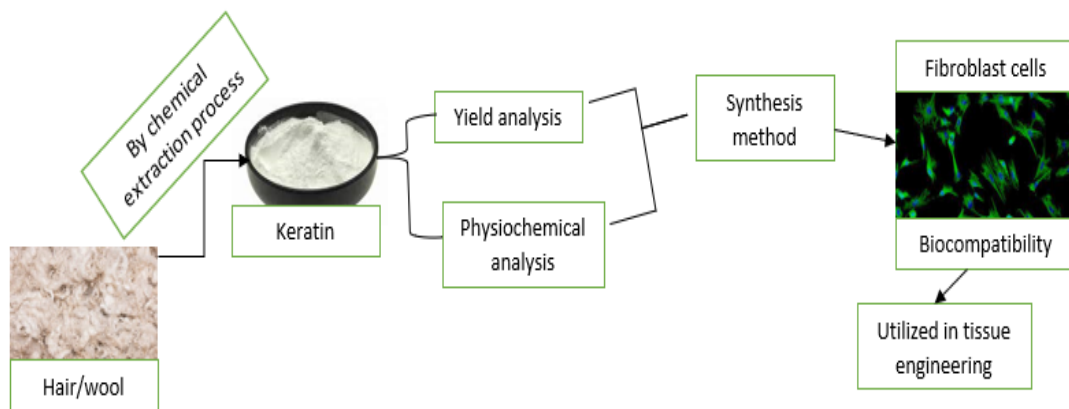 By chemical
extraction process
Hair/wool
Keratin
Yield analysis
Physiochemical
analysis
Synthesis
method
Fibroblast cells
Biocompatibility
Utilized in tissue
engineering